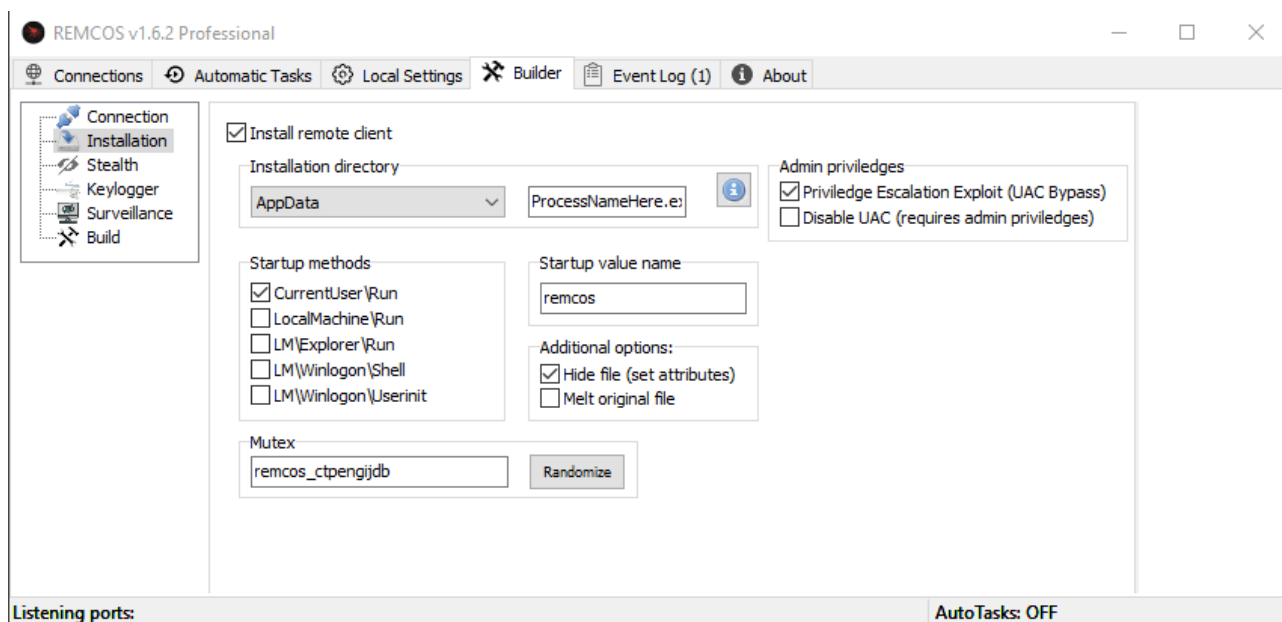 REMCOS v1.6.2 Professional
Connections Automatic Tasks Local Settings Builder Event Log (1) About
Connection
Installation
Stealth
Keylogger
Surveillance
Build
Install remote client
Installation directory
AppData
ProcessNameHere.ex
Admin priviledges
Priviledge Escalation Exploit (UAC Bypass)
Disable UAC (requires admin priviledges)
Startup methods
CurrentUser\Run
LocalMachine\Run
LM\Explorer\Run
LM\Winlogon\Shell
LM\Winlogon\Userinit
Startup value name
remcos
Additional options:
Hide file (set attributes)
Melt original file
Mutex
remcos_ctpengijdb
Randomize
Listening ports:
AutoTasks: OFF